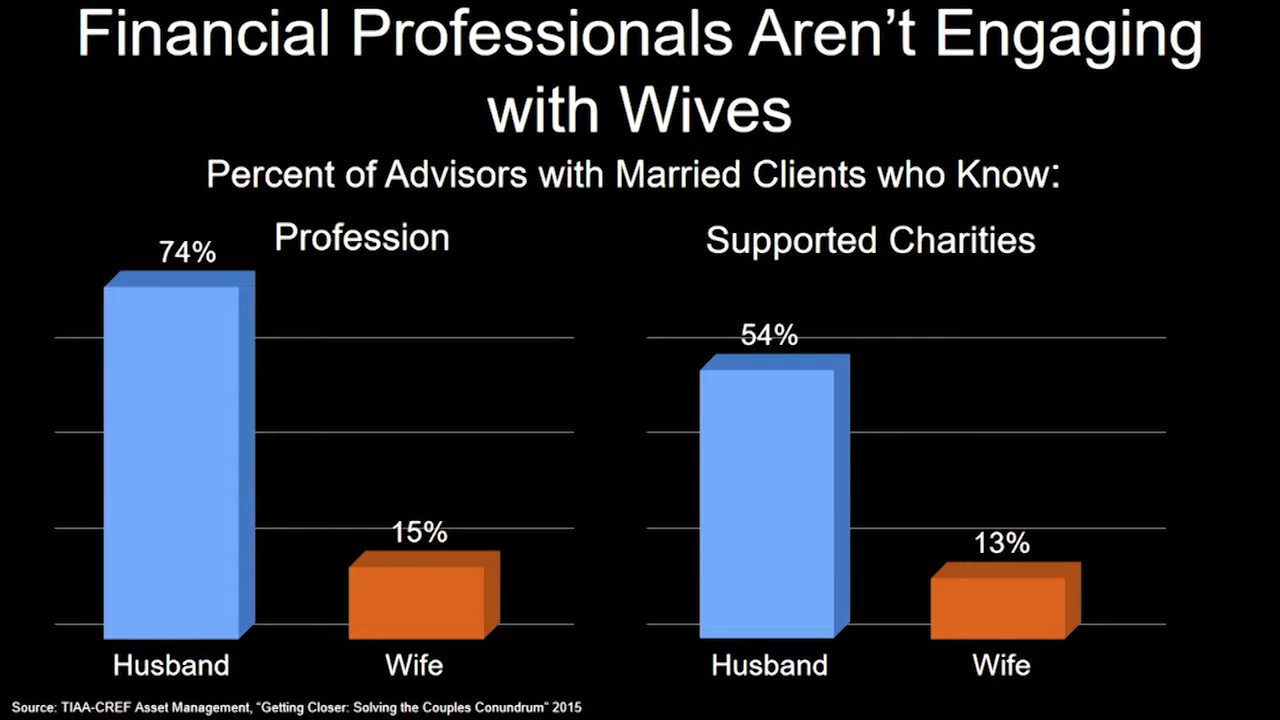 Financial Professionals Aren’t Engaging
with Wives
Percent of Advisors with Married Clients who Know:
Profession
74%
15%
Husband
Wife
Supported Charities
54%
13%
Husband
Wife
Source: TIAA-CREF Asset Management, “Getting Closer: Solving the Couples Conundrum” 2015